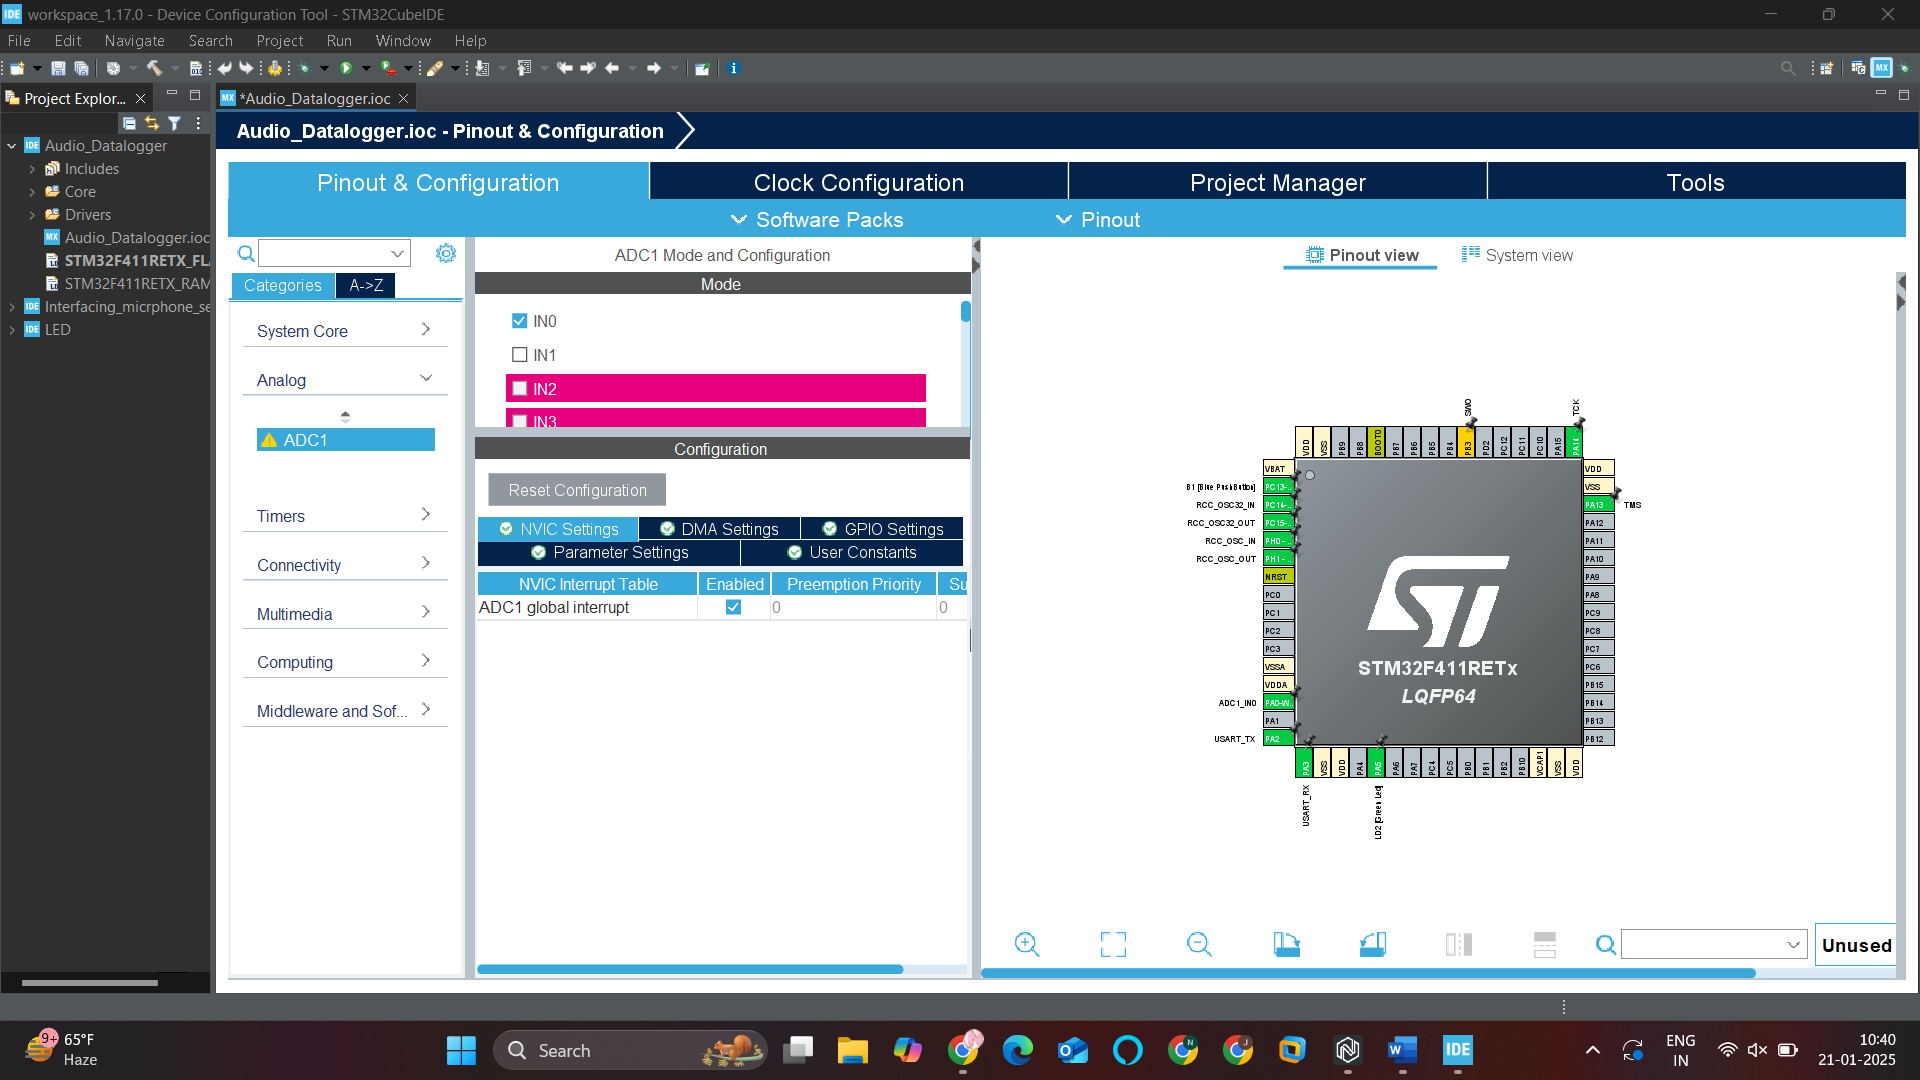 IDE workspace_1.17.0 - Device Configuration Tool - STM32CubeIDE
File Edit Navigate Search Project Run Window Help
Project Explor...
MX *Audio_Datalogger.ioc
MX
IDE Audio_Datalogger
Includes
Core
Drivers
MX Audio_Datalogger.ioc
STM32F411RETX_FL
STM32F411RETX_RAM
IDE Interfacing_micrphone_se
IDE LED
Audio_Datalogger.ioc - Pinout & Configuration
Pinout & Configuration
Clock Configuration
Project Manager
Tools
Software Packs
Pinout
Categories
A->Z
System Core
Analog
ADC1
Timers
Connectivity
Multimedia
Computing
Middleware and Sof...
ADC1 Mode and Configuration
Mode
IN0
IN1
IN2
IN3
Configuration
Reset Configuration
NVIC Settings
DMA Settings
GPIO Settings
Parameter Settings
User Constants
NVIC Interrupt Table Enabled Preemption Priority Su
ADC1 global interrupt 0 0
Pinout view
System view
SWO
TCK
VDD VSS PB9 PB8 BOOT0 PB7 PB6 PB5 PB4 PB3 PD2 PC12 PC11 PC10 PA15 PA14
VBAT
B1 [Blue PushButton] PC13-..
RCC_OSC32_IN PC14-..
RCC_OSC32_OUT PC15-..
RCC_OSC_IN PH0-..
RCC_OSC_OUT PH1-..
NRST
PC0
PC1
PC2
PC3
VSSA
VDDA
ADC1_IN0 PA0-W..
PA1
USART_TX PA2
VDD
VSS
PA13 TMS
PA12
PA11
PA10
PA9
PA8
PC9
PC8
PC7
PC6
PB15
PB14
PB13
PB12
ST
STM32F411RETx
LQFP64
PA3 VSS VDD PA4 PA5 PA6 PA7 PC4 PC5 PB0 PB1 PB2 PB10 VCAP1 VSS VDD
USART_RX
LD2 [Green Led]
Unused
9+
65°F
Haze
Search
N
J
IDE
ENG
IN
10:40
21-01-2025